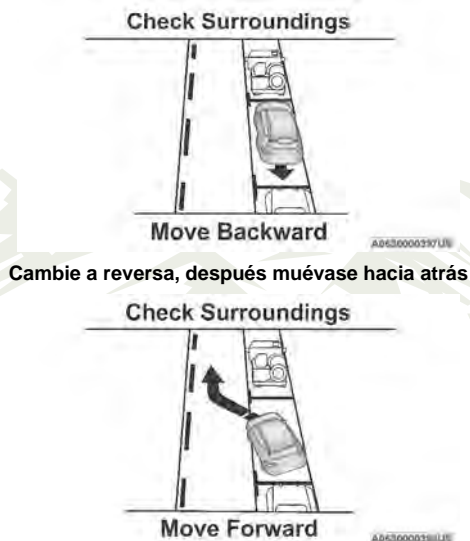 Check Surroundings
Move Backward
Cambie a reversa, después muévase hacia atrás
Check Surroundings
Move Forward